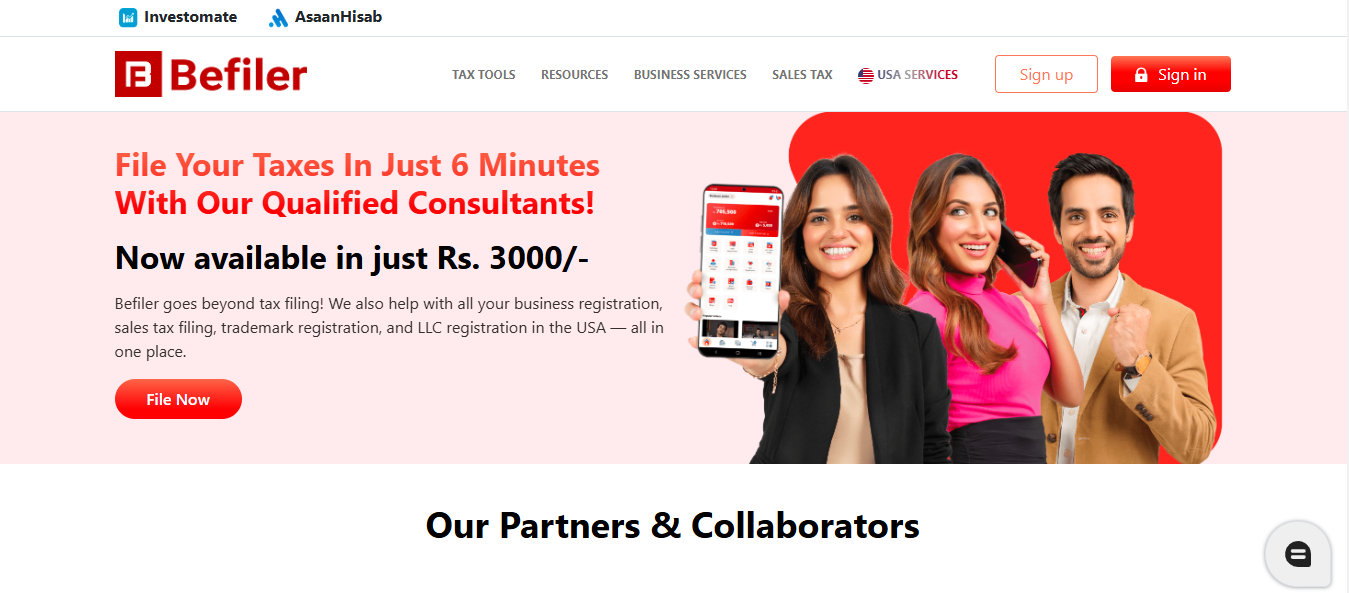 Investomate
AsaanHisab
Befiler
TAX TOOLS
RESOURCES
BUSINESS SERVICES
SALES TAX
USA SERVICES
Sign up
Sign in
File Your Taxes In Just 6 Minutes
With Our Qualified Consultants!
Now available in just Rs. 3000/-
Befiler goes beyond tax filing! We also help with all your business registration,
sales tax filing, trademark registration, and LLC registration in the USA — all in
one place.
File Now
Our Partners & Collaborators